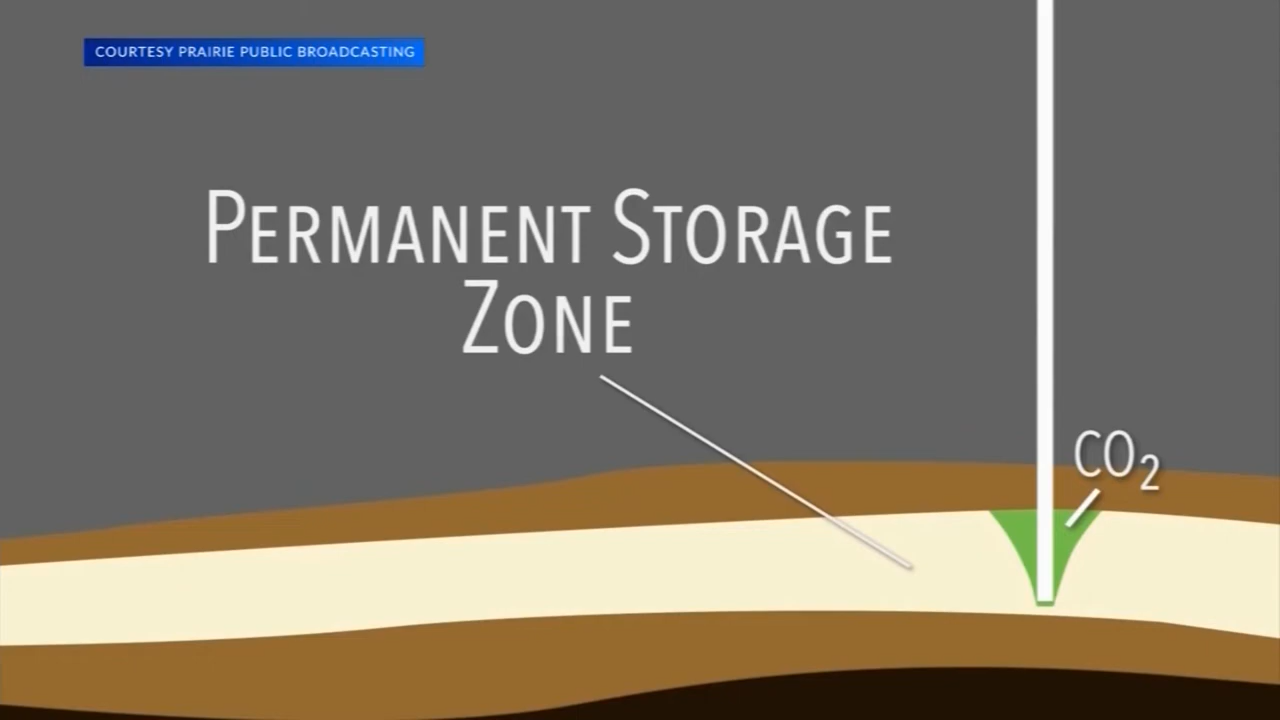 COURTESY PRAIRIE PUBLIC BROADCASTING
PERMANENT STORAGE
ZONE
CO₂